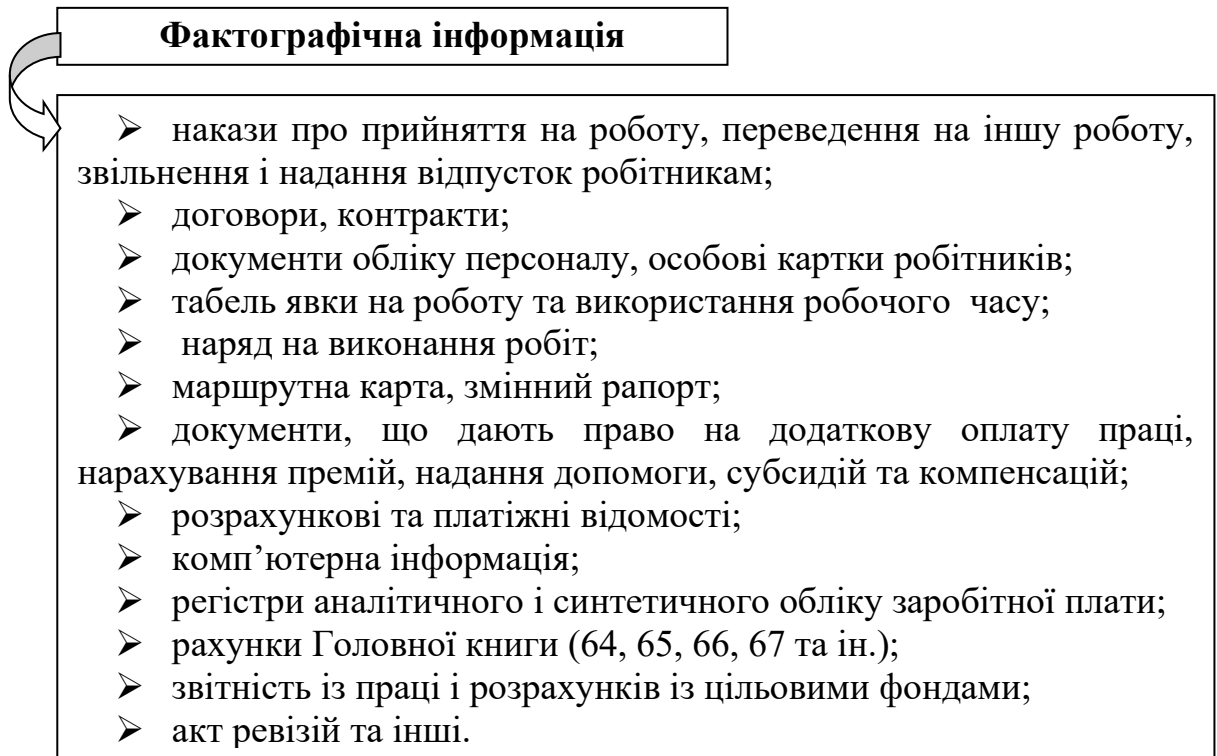 Фактографічна інформація
➢ накази про прийняття на роботу, переведення на іншу роботу,
звільнення і надання відпусток робітникам;
➢ договори, контракти;
➢ документи обліку персоналу, особові картки робітників;
➢ табель явки на роботу та використання робочого часу;
➢ наряд на виконання робіт;
➢ маршрутна карта, змінний рапорт;
➢ документи, що дають право на додаткову оплату праці,
нарахування премій, надання допомоги, субсидій та компенсацій;
➢ розрахункові та платіжні відомості;
➢ комп’ютерна інформація;
➢ регістри аналітичного і синтетичного обліку заробітної плати;
➢ рахунки Головної книги (64, 65, 66, 67 та ін.);
➢ звітність із праці і розрахунків із цільовими фондами;
➢ акт ревізій та інші.